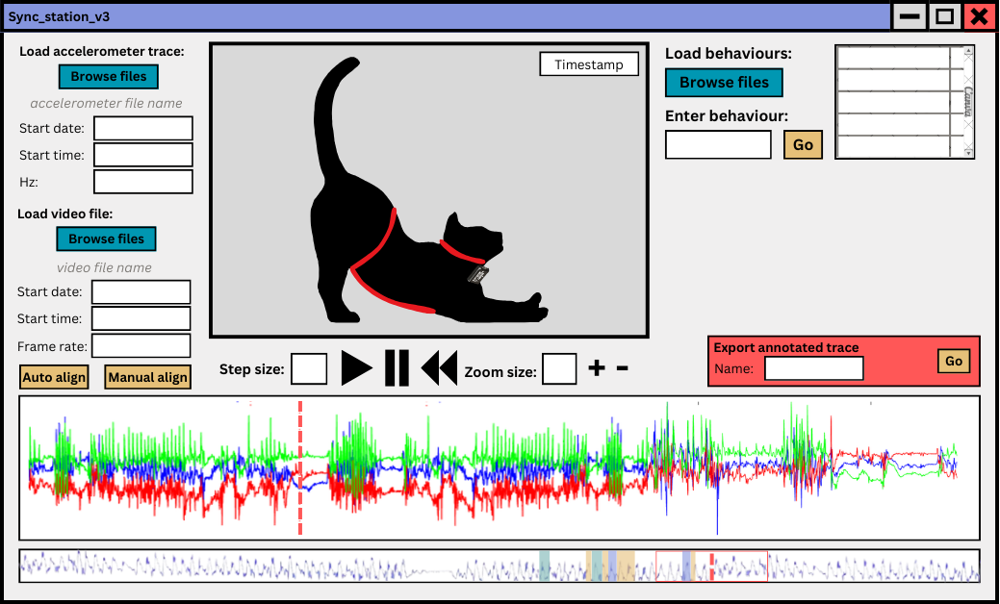 Sync_station_v3
Load accelerometer trace:
Browse files
accelerometer file name
Start date:
Start time:
Hz:
Load video file:
Browse files
video file name
Start date:
Start time:
Frame rate:
Auto align
Manual align
Timestamp
Step size:
Zoom size:
+ -
Load behaviours:
Browse files
Enter behaviour:
Go
Canva
Export annotated trace
Name:
Go